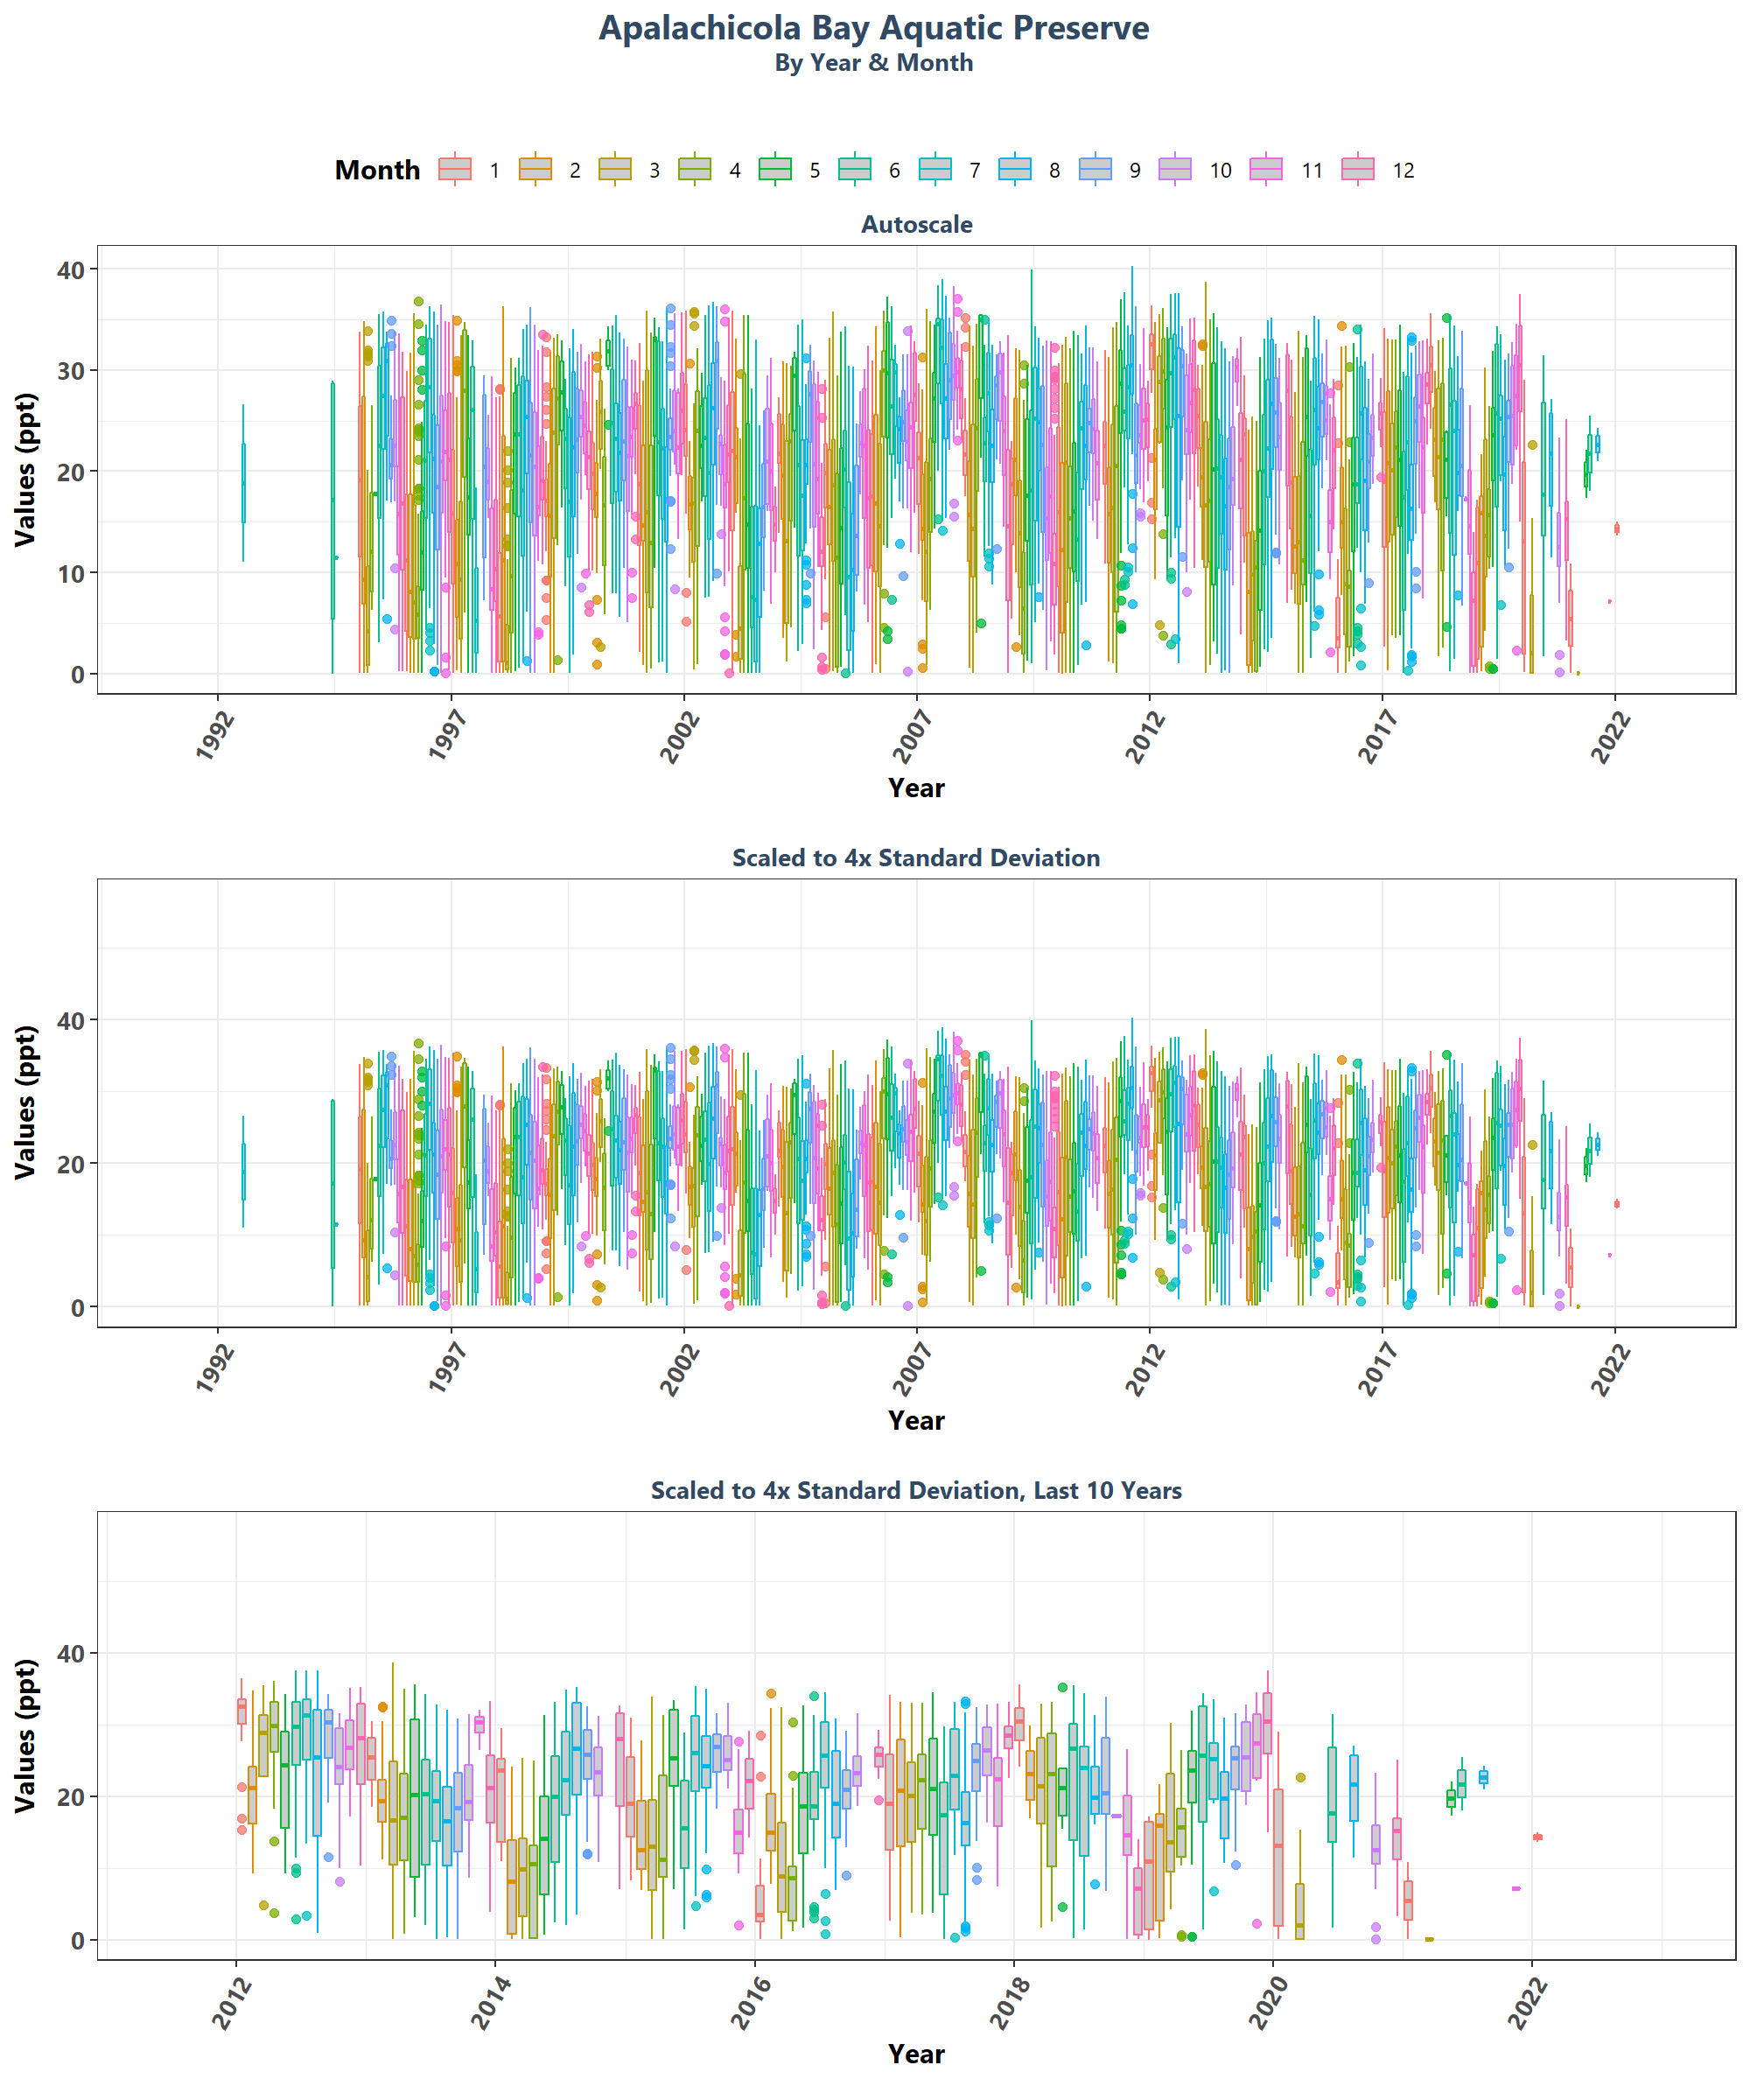 Apalachicola Bay Aquatic Preserve
By Year & Month
Month 1 2 3 4 5 6 7 8 9 10 11 12
Autoscale
Values (ppt)
40
30
20
10
0
1992 1997 2002 2007 2012 2017 2022
Year
Scaled to 4x Standard Deviation
Values (ppt)
40
20
0
1992 1997 2002 2007 2012 2017 2022
Year
Scaled to 4x Standard Deviation, Last 10 Years
Values (ppt)
40
20
0
2012 2014 2016 2018 2020 2022
Year